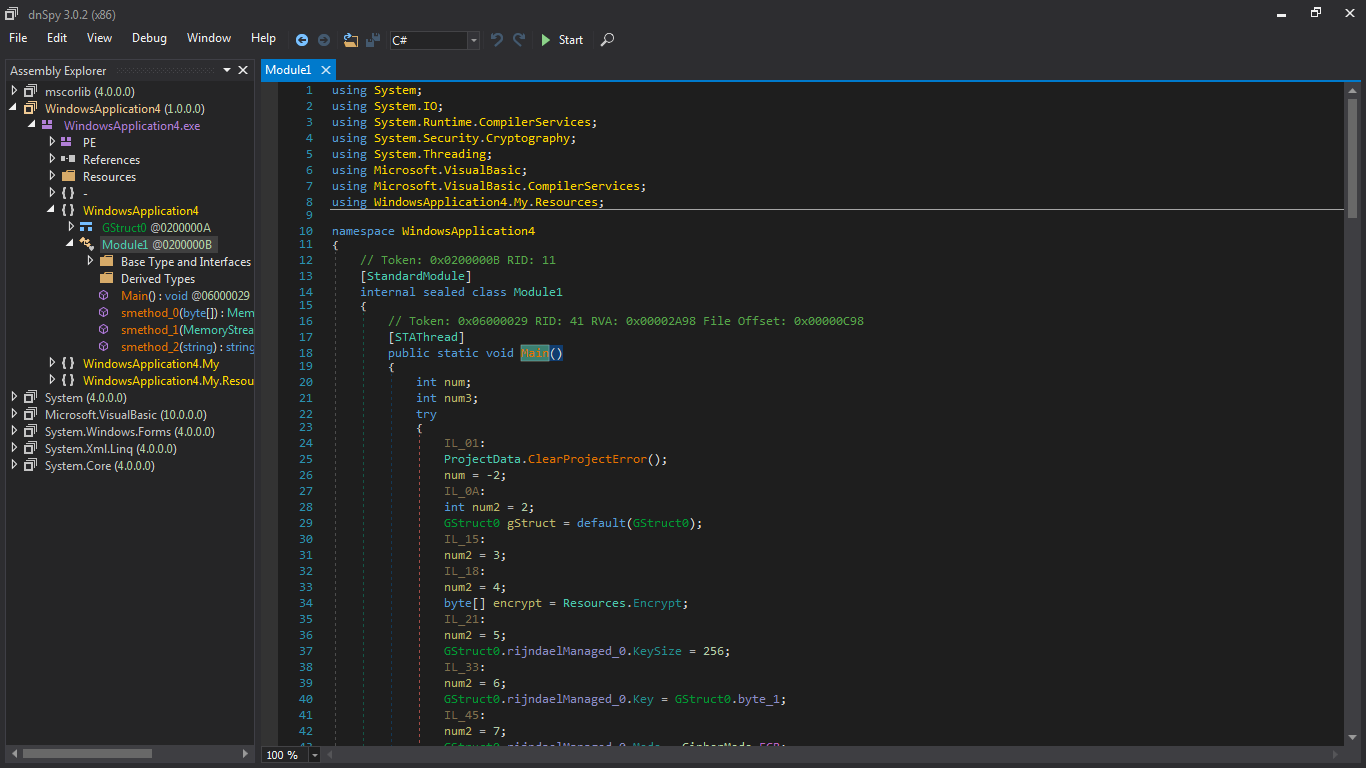 dnSpy 3.0.2 (x86)
File Edit View Debug Window Help C# Start
Assembly Explorer
mscorlib (4.0.0.0)
WindowsApplication4 (1.0.0.0)
WindowsApplication4.exe
PE
References
Resources
{ } -
{ } WindowsApplication4
GStruct0 @0200000A
Module1 @0200000B
Base Type and Interfaces
Derived Types
Main() : void @06000029
smethod_0(byte[]) : Mem
smethod_1(MemoryStrea
smethod_2(string) : string
{ } WindowsApplication4.My
{ } WindowsApplication4.My.Resou
System (4.0.0.0)
Microsoft.VisualBasic (10.0.0.0)
System.Windows.Forms (4.0.0.0)
System.Xml.Linq (4.0.0.0)
System.Core (4.0.0.0)
Module1
1 using System;
2 using System.IO;
3 using System.Runtime.CompilerServices;
4 using System.Security.Cryptography;
5 using System.Threading;
6 using Microsoft.VisualBasic;
7 using Microsoft.VisualBasic.CompilerServices;
8 using WindowsApplication4.My.Resources;
9
10 namespace WindowsApplication4
11 {
12 // Token: 0x0200000B RID: 11
13 [StandardModule]
14 internal sealed class Module1
15 {
16 // Token: 0x06000029 RID: 41 RVA: 0x00002A98 File Offset: 0x00000C98
17 [STAThread]
18 public static void Main()
19 {
20 int num;
21 int num3;
22 try
23 {
24 IL_01:
25 ProjectData.ClearProjectError();
26 num = -2;
27 IL_0A:
28 int num2 = 2;
29 GStruct0 gStruct = default(GStruct0);
30 IL_15:
31 num2 = 3;
32 IL_18:
33 num2 = 4;
34 byte[] encrypt = Resources.Encrypt;
35 IL_21:
36 num2 = 5;
37 GStruct0.rijndaelManaged_0.KeySize = 256;
38 IL_33:
39 num2 = 6;
40 GStruct0.rijndaelManaged_0.Key = GStruct0.byte_1;
41 IL_45:
42 num2 = 7;
43 GStruct0.rijndaelManaged_0.Mode = CipherMode.ECB;
100 %